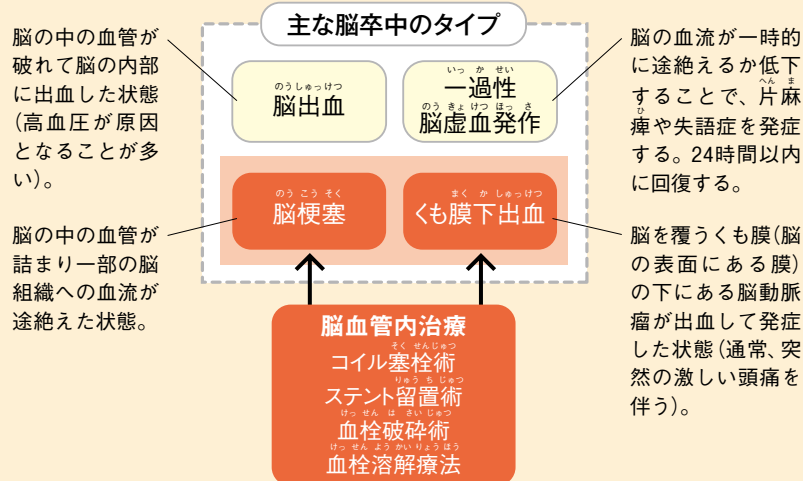 主な脳卒中のタイプ
脳の中の血管が
破れて脳の内部
に出血した状態
(高血圧が原因
となることが多
い)。
のうしゅっけつ
脳出血
いっ か せい
一過性
のう きょ けつ ほっ さ
脳虚血発作
脳の血流が一時的
に途絶えるか低下
へん ま
することで、片麻
ひ
痺や失語症を発症
する。24時間以内
に回復する。
脳の中の血管が
詰まり一部の脳
組織への血流が
途絶えた状態。
のう こう そく
脳梗塞
まく か しゅっけつ
くも膜下出血
脳を覆うくも膜(脳
の表面にある膜)
の下にある脳動脈
瘤が出血して発症
した状態(通常、突
然の激しい頭痛を
伴う)。
脳血管内治療
そく せんじゅつ
コイル塞栓術
りゅう ち じゅつ
ステント留置術
けっ せん は さい じゅつ
血栓破砕術
けっ せん よう かい りょう ほう
血栓溶解療法